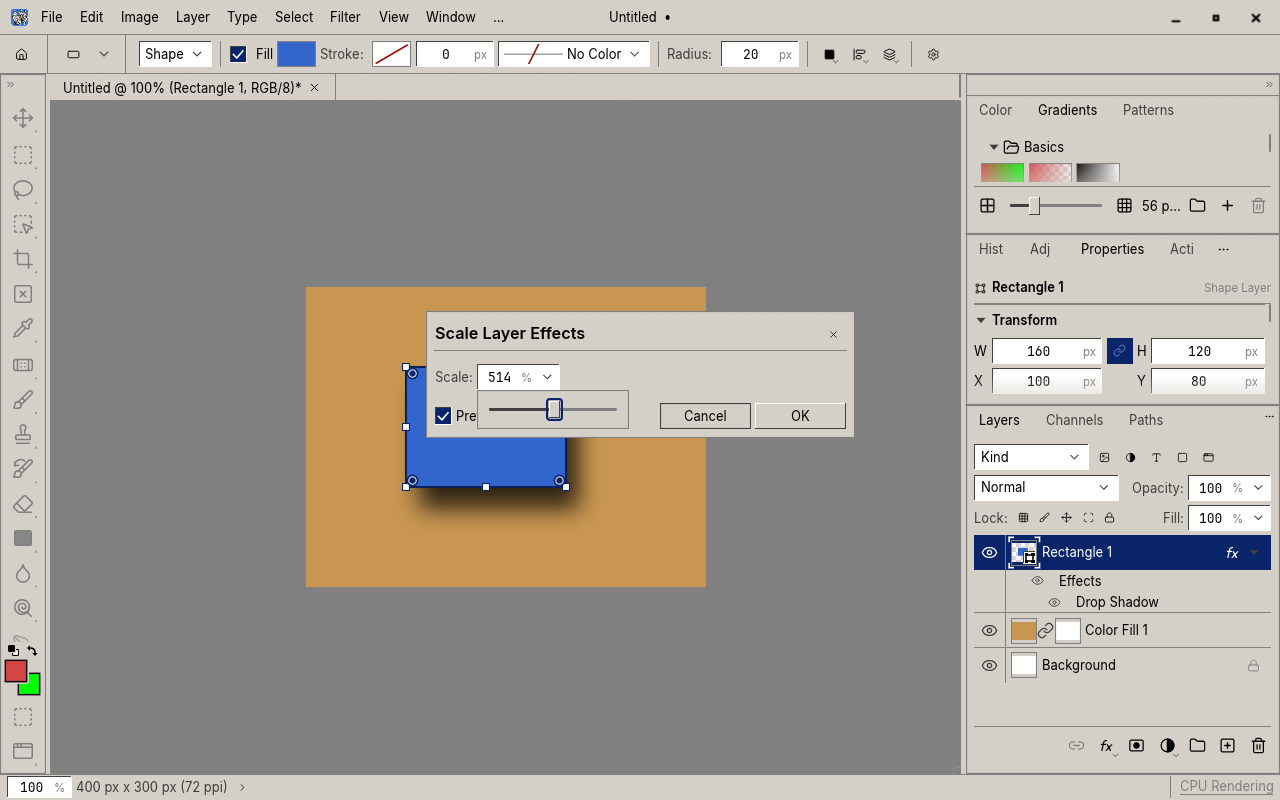 File Edit Image Layer Type Select Filter View Window ... Untitled •
Shape Fill Stroke: 0 px No Color Radius: 20 px
Untitled @ 100% (Rectangle 1, RGB/8)*
Color Gradients Patterns
Basics
56 p...
Hist Adj Properties Acti ...
Rectangle 1 Shape Layer
Transform
W 160 px H 120 px
X 100 px Y 80 px
Scale Layer Effects
Scale: 514 %
Pre
Cancel OK
Layers Channels Paths ...
Kind T
Normal Opacity: 100 %
Lock: Fill: 100 %
Rectangle 1 fx
Effects
Drop Shadow
Color Fill 1
Background
fx
100 % 400 px x 300 px (72 ppi) CPU Rendering